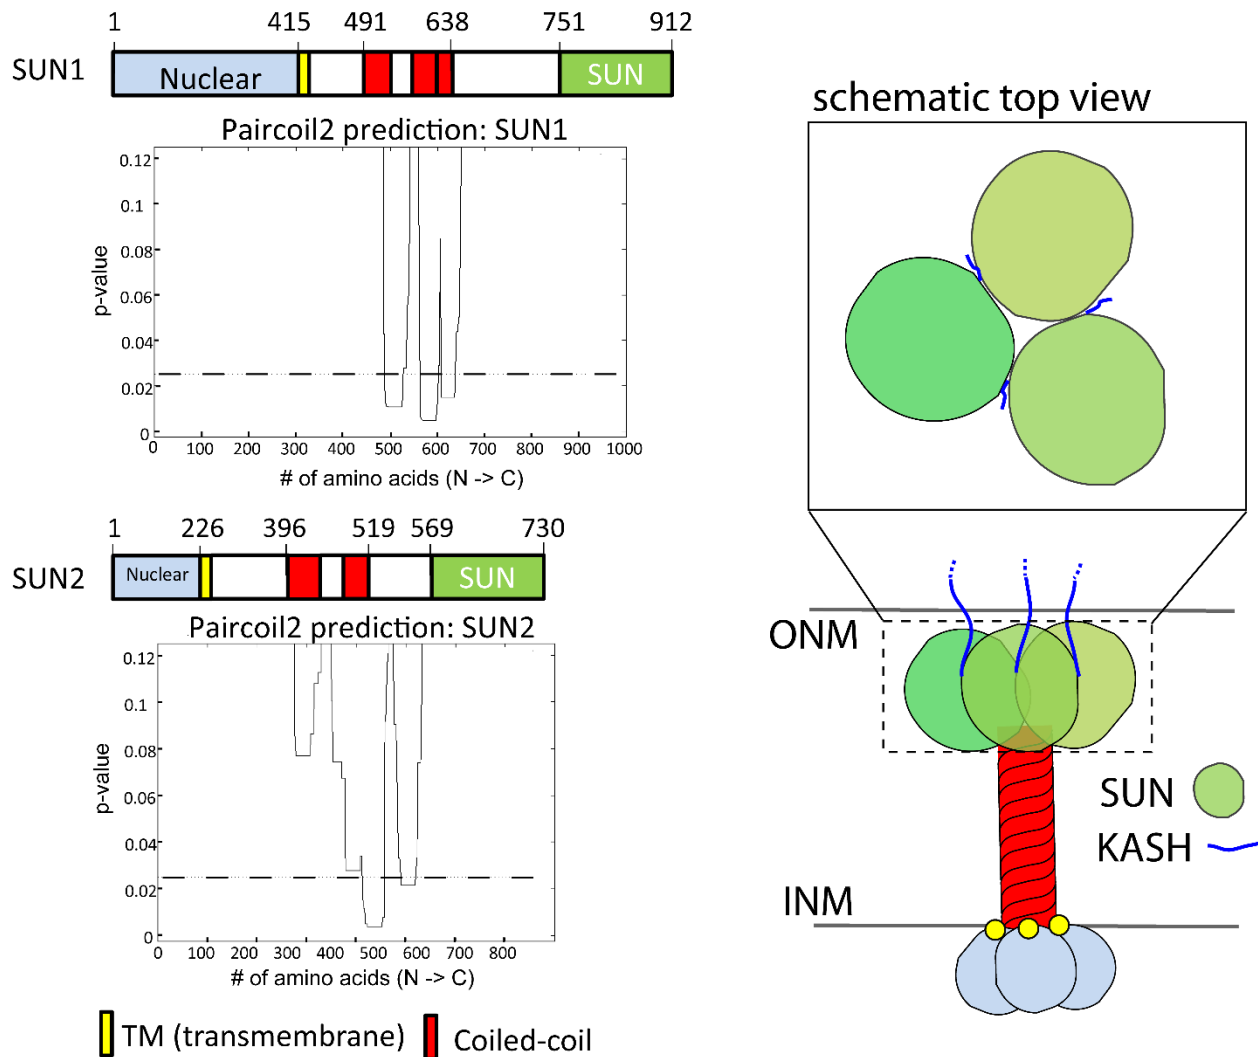 1 415 491 638 751 912
SUN1 Nuclear SUN
Paircoil2 prediction: SUN1
0.12
0.1
0.08
0.06
0.04
0.02
0
0 100 200 300 400 500 600 700 800 900 1000
p-value
# of amino acids (N -> C)
1 226 396 519 569 730
SUN2 Nuclear SUN
Paircoil2 prediction: SUN2
0.12
0.1
0.08
0.06
0.04
0.02
0
0 100 200 300 400 500 600 700 800
p-value
# of amino acids (N -> C)
TM (transmembrane) Coiled-coil
schematic top view
ONM
SUN
KASH
INM